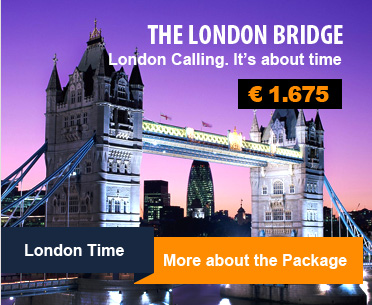 THE LONDON BRIDGE
London Calling. It's about time
€ 1.675
London Time
More about the Package